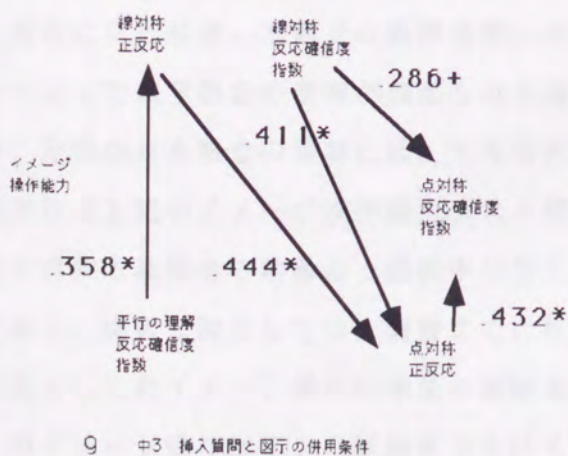 線対称
正反応
線対称
反応確信度
指数
286+
411*
イメージ
操作能力
点対称
反応確信度
指数
358*
444*
432*
平行の理解
反応確信度
指数
点対称
正反応
9 中3 挿入質問と図示の併用条件